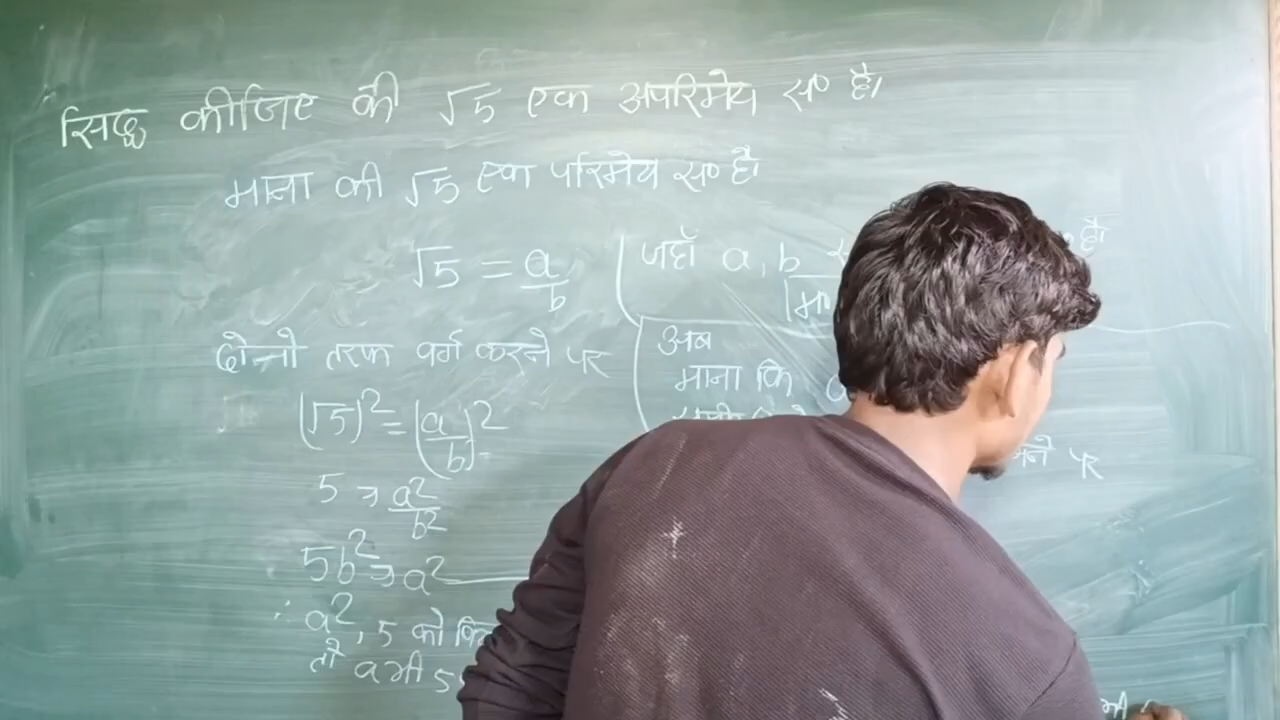 सिद्ध कीजिए की √5 एक अपरिमेय स० है।
माना की √5 एक परिमेय स० है।
√5 = a/b
जहाँ a, b
है।
दोनो तरफ वर्ग करने पर
(√5)² = (a/b)²
5 = a²/b²
5b² = a²
∴ a², 5 को
तो a भी 5
अब
माना कि
पर